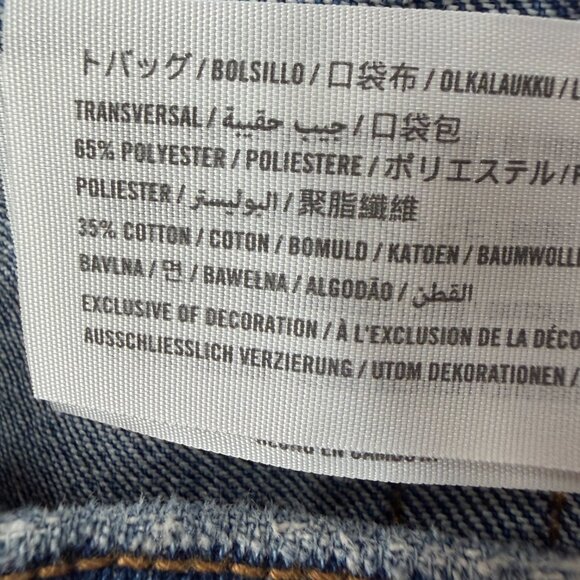 トバッグ / BOLSILLO / 口袋布 / OLKALAUKKU / L
TRANSVERSAL / جيب حقيبة / 口袋包
65% POLYESTER / POLIESTERE / ポリエステル /
POLIESTER / البوليستر / 聚脂纖維
35% COTTON / COTON / BOMULD / KATOEN / BAUMWOLL
BAVLNA / 면 / BAWEŁNA / ALGODÃO / القطن
EXCLUSIVE OF DECORATION / À L'EXCLUSION DE LA DÉCO
AUSSCHLIESSLICH VERZIERUNG / UTOM DEKORATIONEN /